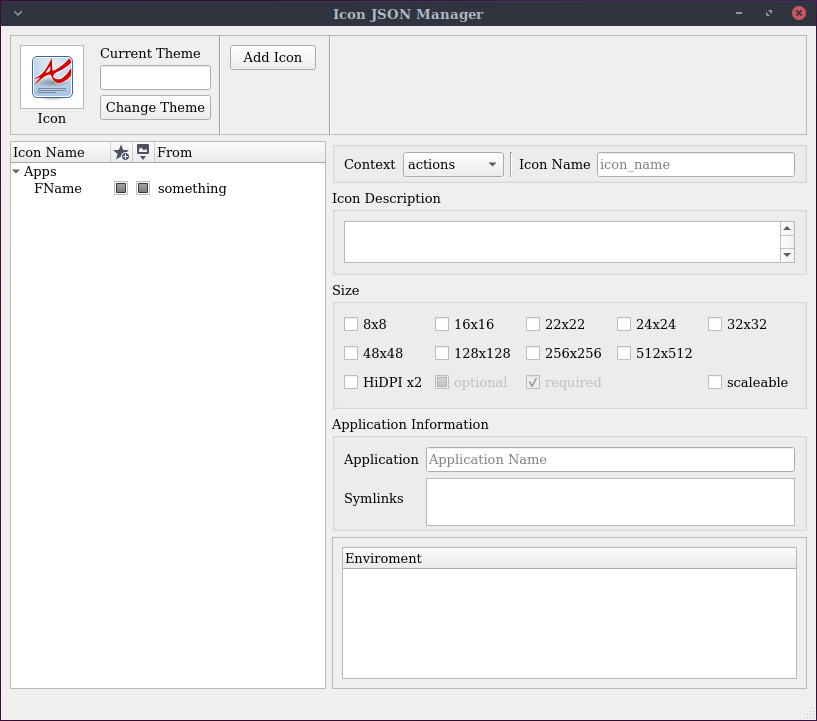 Icon JSON Manager
Current Theme
Add Icon
Change Theme
Icon
Icon Name From
Apps
FName something
Context actions Icon Name icon_name
Icon Description
Size
8x8 16x16 22x22 24x24 32x32
48x48 128x128 256x256 512x512
HiDPI x2 optional required scaleable
Application Information
Application Application Name
Symlinks
Enviroment